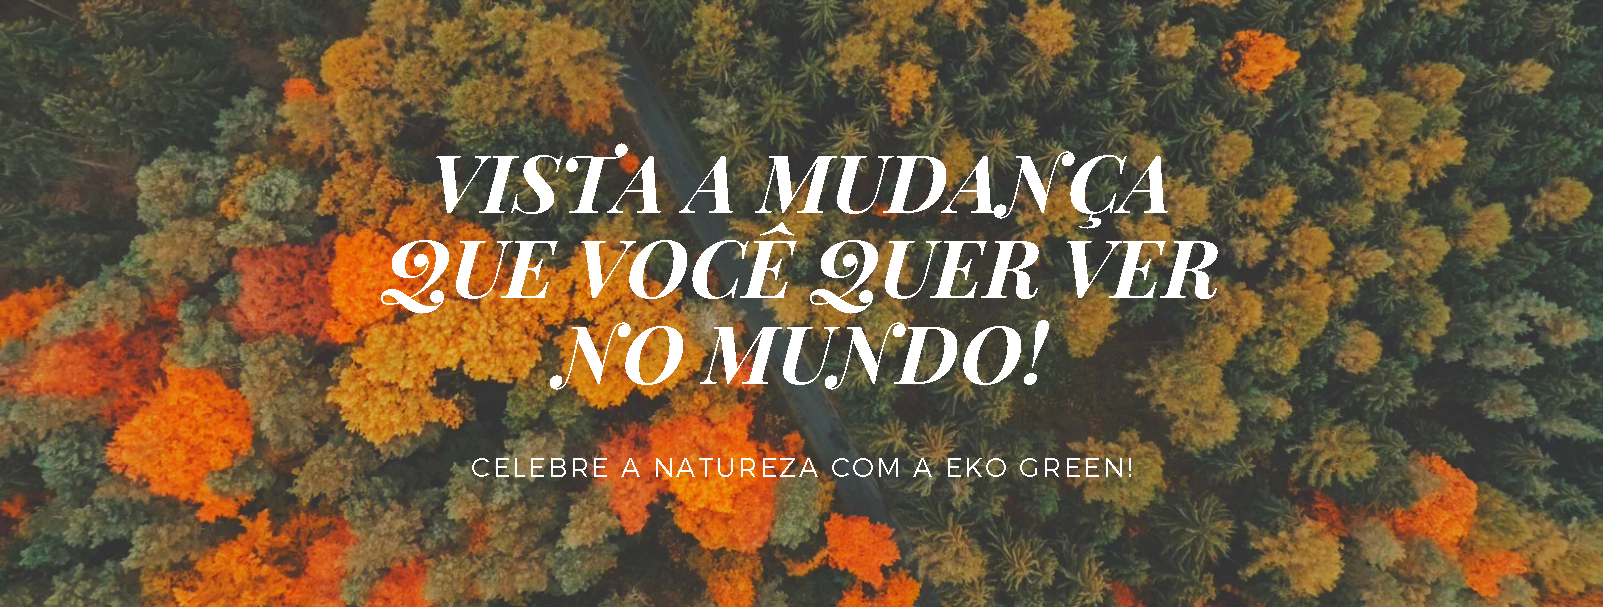 VISTA A MUDANÇA
QUE VOCÊ QUER VER
NO MUNDO!
CELEBRE A NATUREZA COM A EKO GREEN!